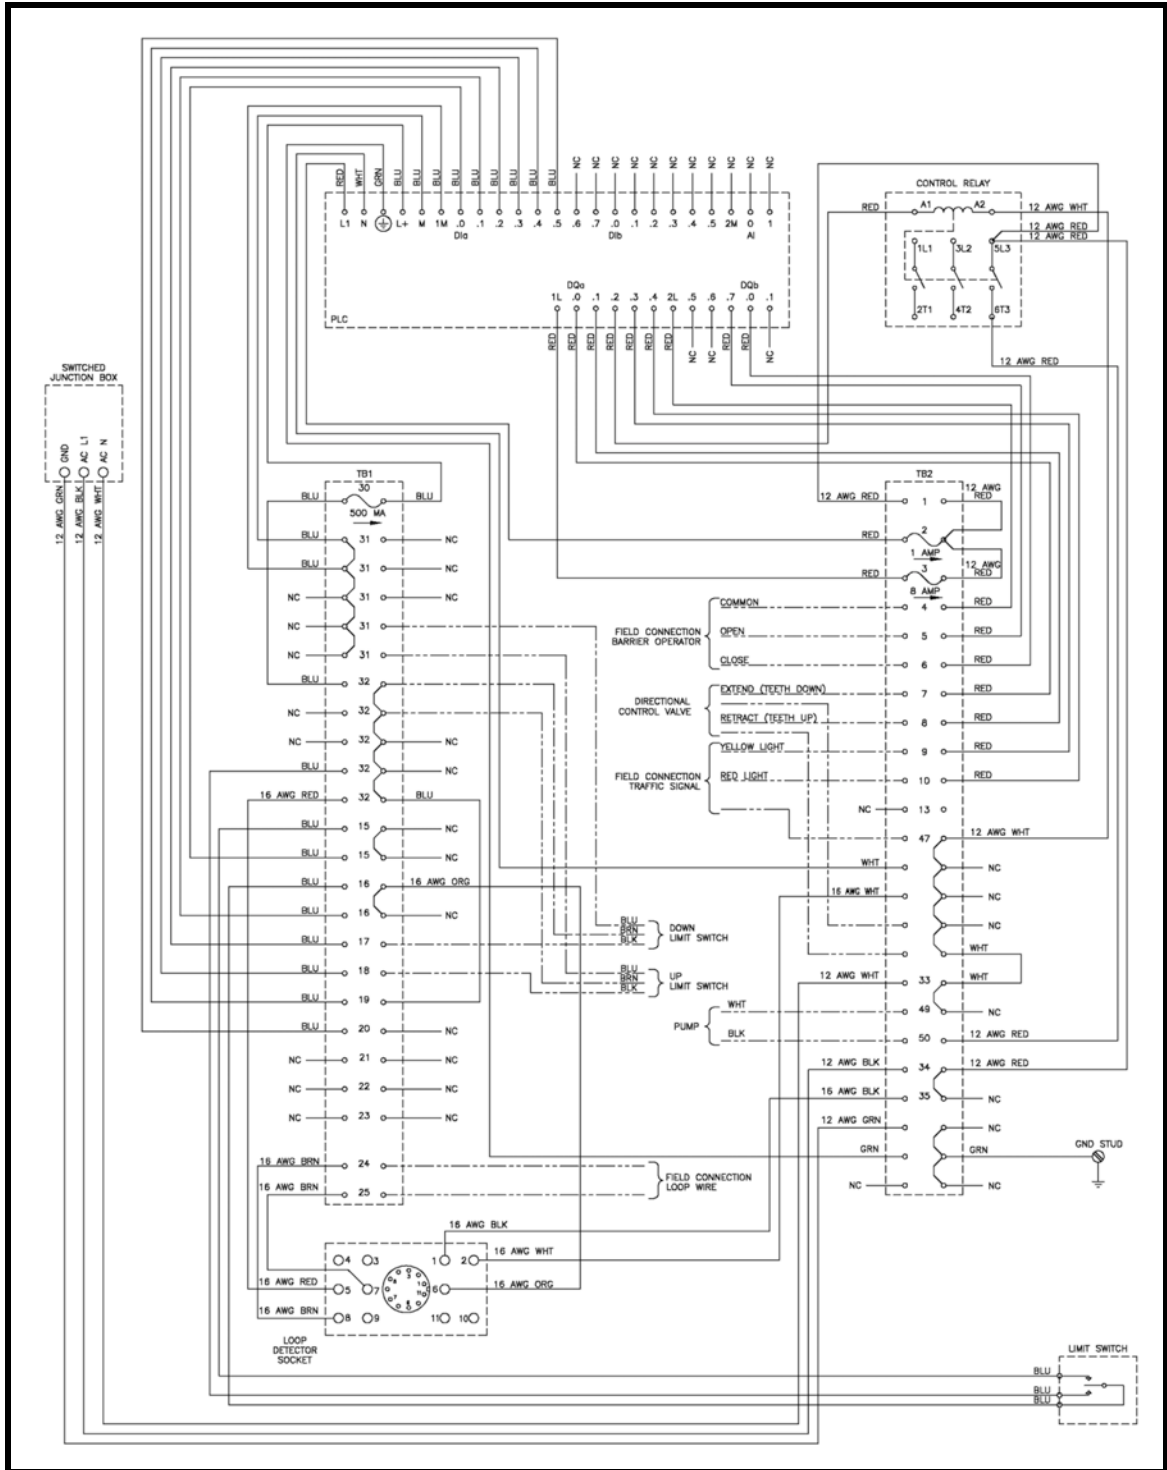 RED WHT GRN BLU BLU BLU BLU BLU BLU BLU BLU BLU NC NC NC NC NC NC NC NC NC NC NC
L1 N L+ M 1M .0 .1 .2 .3 .4 .5 .6 .7 .0 .1 .2 .3 .4 .5 2M 0 1
DIa DIb AI
DQa DQb
1L .0 .1 .2 .3 .4 2L .5 .6 .7 .0 .1
PLC
RED RED RED RED RED RED RED NC NC RED RED NC
CONTROL RELAY
RED A1 A2 12 AWG WHT
12 AWG RED
12 AWG RED
1L1 3L2 5L3
2T1 4T2 6T3
12 AWG RED
SWITCHED
JUNCTION BOX
GND
AC L1
AC N
12 AWG GRN
12 AWG BLK
12 AWG WHT
TB1
BLU 30 BLU
500 MA
BLU 31 NC
BLU 31 NC
NC 31 NC
NC 31
NC 31
BLU 32
NC 32
NC 32 NC
BLU 32 NC
16 AWG RED 32 BLU
BLU 15 NC
BLU 15 NC
BLU 16 16 AWG ORG
BLU 16 NC
BLU 17
BLU 18
BLU 19
BLU 20 NC
NC 21 NC
NC 22 NC
NC 23 NC
16 AWG BRN 24
16 AWG BRN 25
BLU
BRN
BLK
DOWN
LIMIT SWITCH
BLU
BRN
BLK
UP
LIMIT SWITCH
FIELD CONNECTION
LOOP WIRE
TB2
12 AWG RED 1 12 AWG
RED
RED 2
1 AMP
RED 3 12 AWG
RED
8 AMP
COMMON 4 RED
FIELD CONNECTION
BARRIER OPERATOR
OPEN 5 RED
CLOSE 6 RED
EXTEND (TEETH DOWN) 7 RED
DIRECTIONAL
CONTROL VALVE
RETRACT (TEETH UP) 8 RED
YELLOW LIGHT 9 RED
FIELD CONNECTION
TRAFFIC SIGNAL
RED LIGHT 10 RED
NC 13
47 12 AWG WHT
WHT NC
16 AWG WHT NC
NC
WHT
12 AWG WHT 33 WHT
WHT 49 NC
PUMP
BLK 50 12 AWG RED
12 AWG BLK 34 12 AWG RED
16 AWG BLK 35 NC
12 AWG GRN NC
GRN GRN
GND STUD
NC NC
16 AWG BLK
4 3 1 2 16 AWG WHT
16 AWG RED 5 7 6 16 AWG ORG
16 AWG BRN 8 9 11 10
LOOP
DETECTOR
SOCKET
LIMIT SWITCH
BLU
BLU
BLU